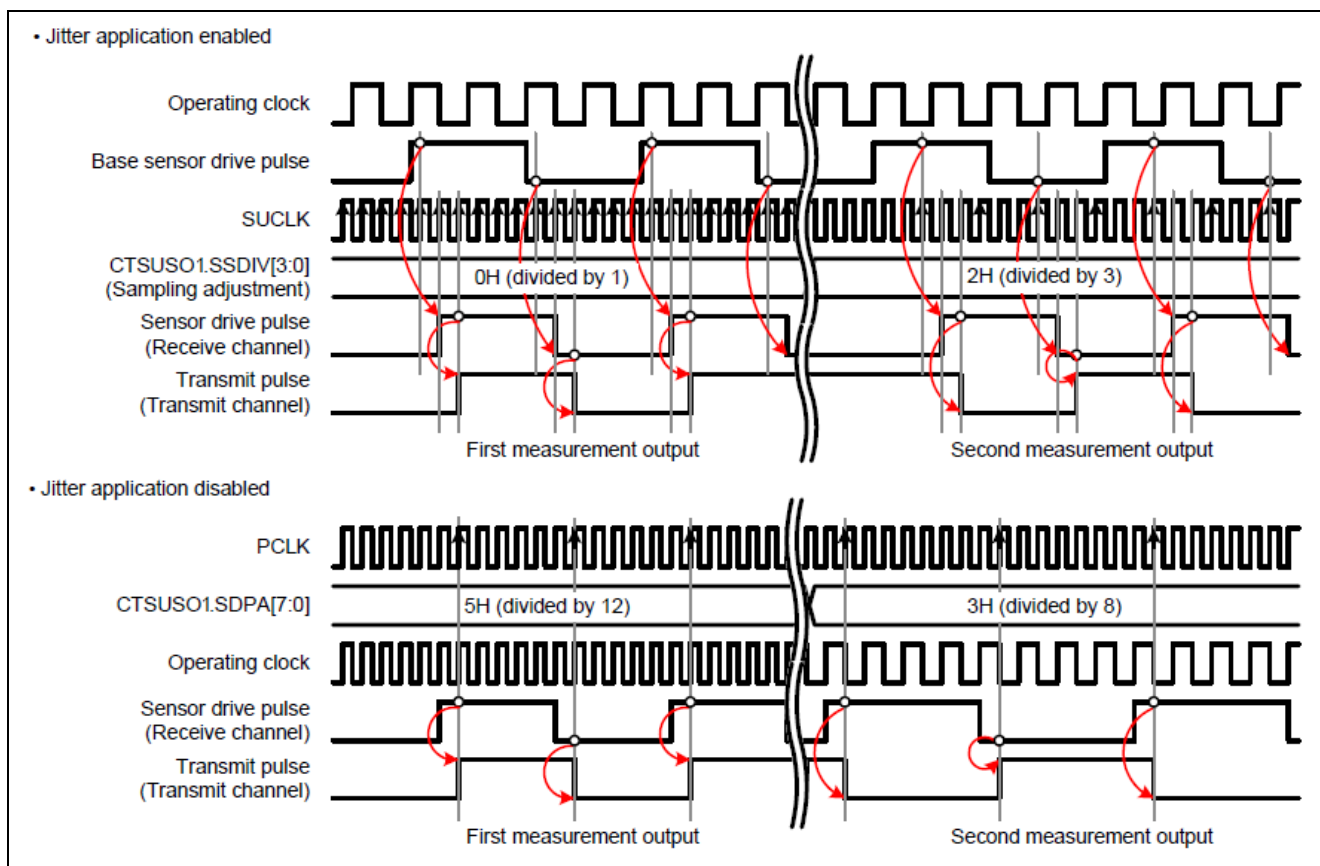 • Jitter application enabled
Operating clock
Base sensor drive pulse
SUCLK
CTSUSO1.SSDIV[3:0]
(Sampling adjustment)
0H (divided by 1)
2H (divided by 3)
Sensor drive pulse
(Receive channel)
Transmit pulse
(Transmit channel)
First measurement output
Second measurement output
• Jitter application disabled
PCLK
CTSUSO1.SDPA[7:0]
5H (divided by 12)
3H (divided by 8)
Operating clock
Sensor drive pulse
(Receive channel)
Transmit pulse
(Transmit channel)
First measurement output
Second measurement output